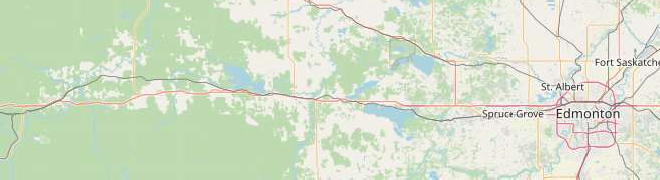 Fort Saskatche
St. Albert
Spruce Grove
Edmonton